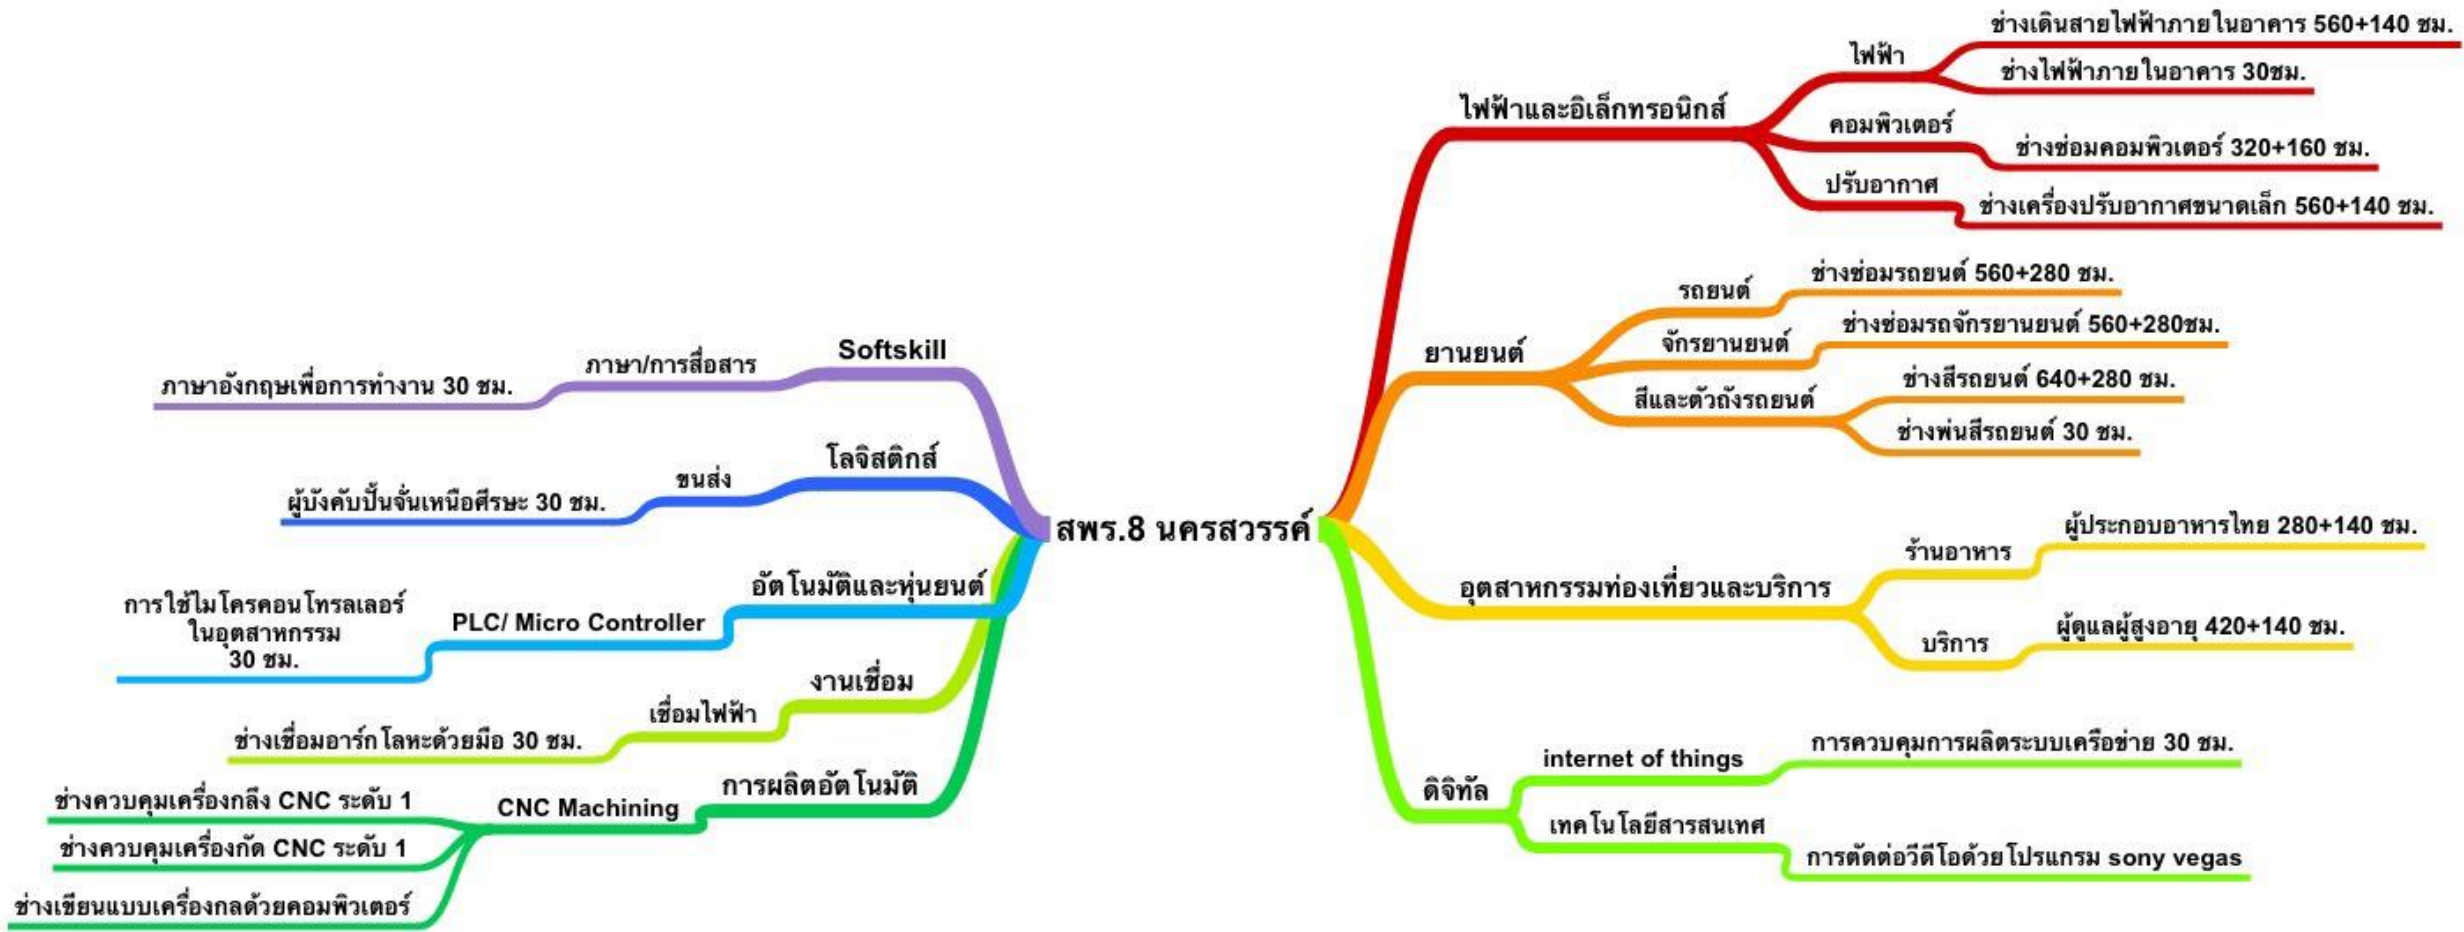 สพร.8 นครสวรรค์
ไฟฟ้าและอิเล็กทรอนิกส์
ไฟฟ้า
ช่างเดินสายไฟฟ้าภายในอาคาร 560+140 ชม.
ช่างไฟฟ้าภายในอาคาร 30ชม.
คอมพิวเตอร์
ช่างซ่อมคอมพิวเตอร์ 320+160 ชม.
ปรับอากาศ
ช่างเครื่องปรับอากาศขนาดเล็ก 560+140 ชม.
ยานยนต์
รถยนต์
ช่างซ่อมรถยนต์ 560+280 ชม.
จักรยานยนต์
ช่างซ่อมรถจักรยานยนต์ 560+280ชม.
สีและตัวถังรถยนต์
ช่างสีรถยนต์ 640+280 ชม.
ช่างพ่นสีรถยนต์ 30 ชม.
อุตสาหกรรมท่องเที่ยวและบริการ
ร้านอาหาร
ผู้ประกอบอาหารไทย 280+140 ชม.
บริการ
ผู้ดูแลผู้สูงอายุ 420+140 ชม.
ดิจิทัล
internet of things
การควบคุมการผลิตระบบเครือข่าย 30 ชม.
เทคโนโลยีสารสนเทศ
การตัดต่อวีดีโอด้วยโปรแกรม sony vegas
Softskill
ภาษา/การสื่อสาร
ภาษาอังกฤษเพื่อการทำงาน 30 ชม.
โลจิสติกส์
ขนส่ง
ผู้บังคับปั้นจั่นเหนือศีรษะ 30 ชม.
อัตโนมัติและหุ่นยนต์
PLC/ Micro Controller
การใช้ไมโครคอนโทรลเลอร์
ในอุตสาหกรรม
30 ชม.
งานเชื่อม
เชื่อมไฟฟ้า
ช่างเชื่อมอาร์กโลหะด้วยมือ 30 ชม.
การผลิตอัตโนมัติ
CNC Machining
ช่างควบคุมเครื่องกลึง CNC ระดับ 1
ช่างควบคุมเครื่องกัด CNC ระดับ 1
ช่างเขียนแบบเครื่องกลด้วยคอมพิวเตอร์